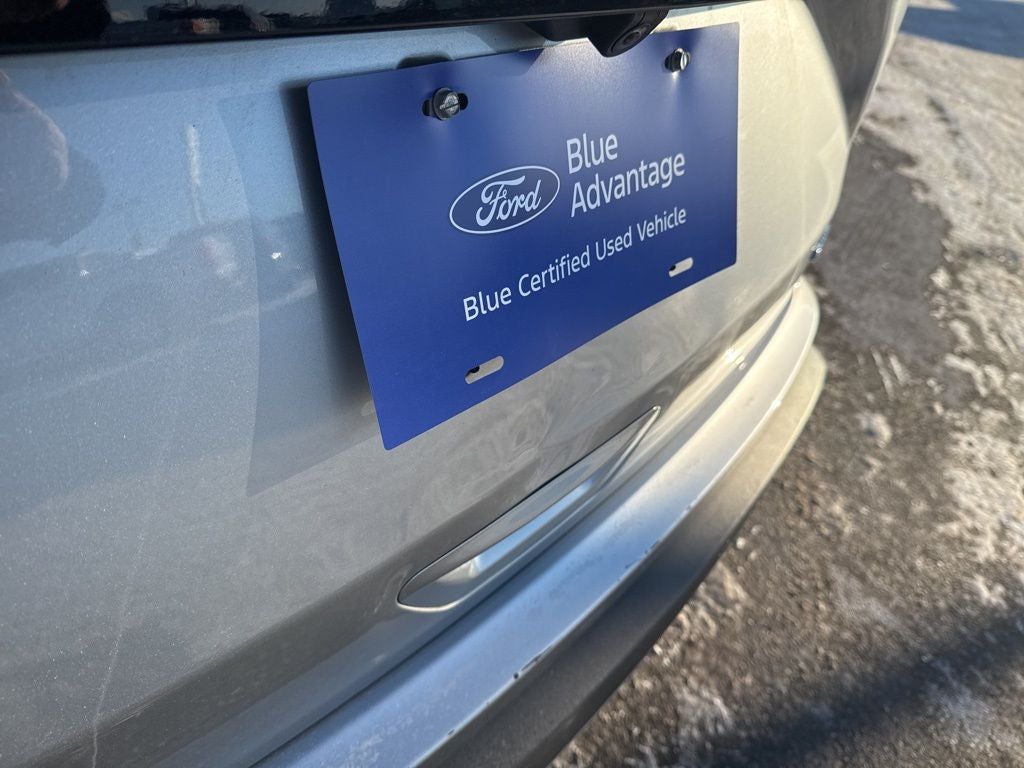 Ford
Blue
Advantage
Blue Certified Used Vehicle